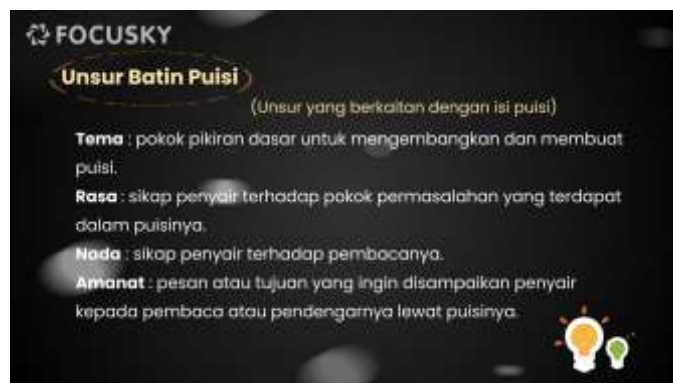 FOCUSKY
Unsur Batin Puisi
(Unsur yang berkaitan dengan isi puisi)
Tema : pokok pikiran dasar untuk mengembangkan dan membuat
puisi.
Rasa : sikap penyair terhadap pokok permasalahan yang terdapat
dalam puisinya.
Nada : sikap penyair terhadap pembacanya.
Amanat : pesan atau tujuan yang ingin disampaikan penyair
kepada pembaca atau pendengarnya lewat puisinya.